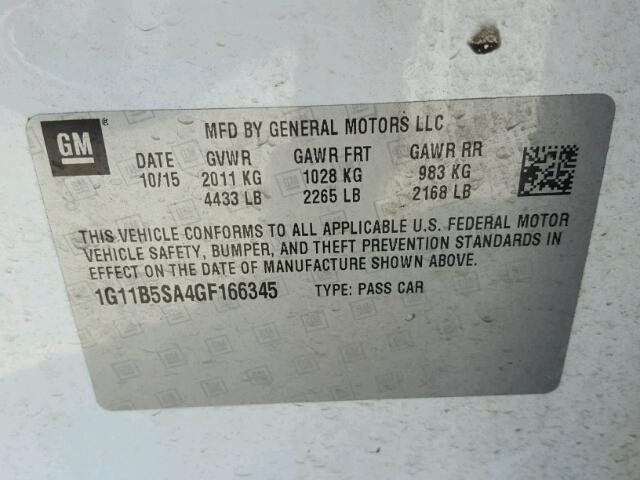 GM ®
MFD BY GENERAL MOTORS LLC
DATE GVWR GAWR FRT GAWR RR
10/15 2011 KG 1028 KG 983 KG
4433 LB 2265 LB 2168 LB
THIS VEHICLE CONFORMS TO ALL APPLICABLE U.S. FEDERAL MOTOR
VEHICLE SAFETY, BUMPER, AND THEFT PREVENTION STANDARDS IN
EFFECT ON THE DATE OF MANUFACTURE SHOWN ABOVE.
1G11B5SA4GF166345 TYPE: PASS CAR